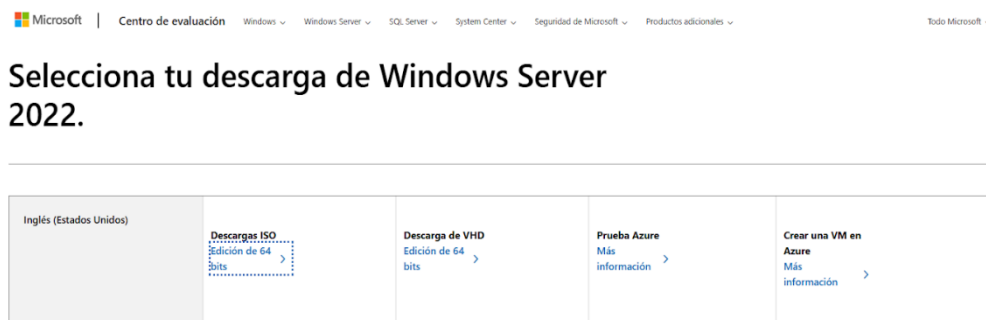 Microsoft | Centro de evaluación Windows Windows Server SQL Server System Center Seguridad de Microsoft Productos adicionales Todo Microsoft
Selecciona tu descarga de Windows Server
2022.
Inglés (Estados Unidos)
Descargas ISO
Edición de 64
bits
Descarga de VHD
Edición de 64
bits
Prueba Azure
Más
información
Crear una VM en
Azure
Más
información